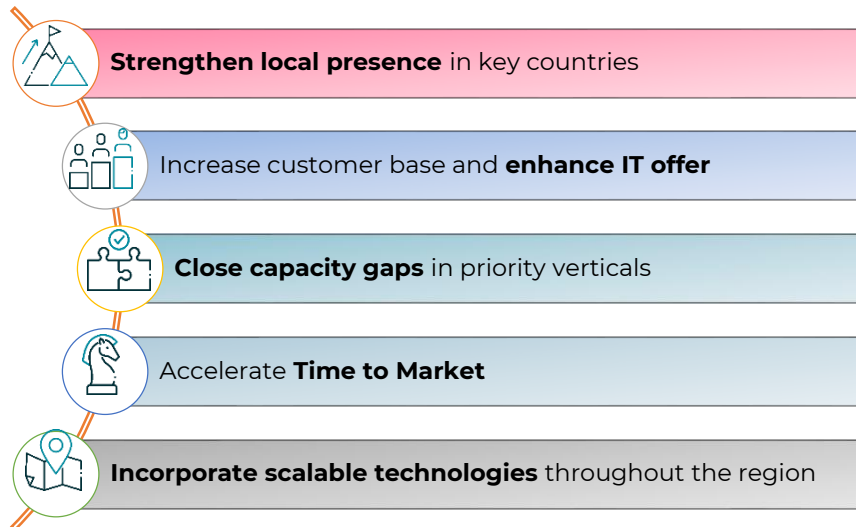 Strengthen local presence in key countries
Increase customer base and enhance IT offer
Close capacity gaps in priority verticals
Accelerate Time to Market
Incorporate scalable technologies throughout the region